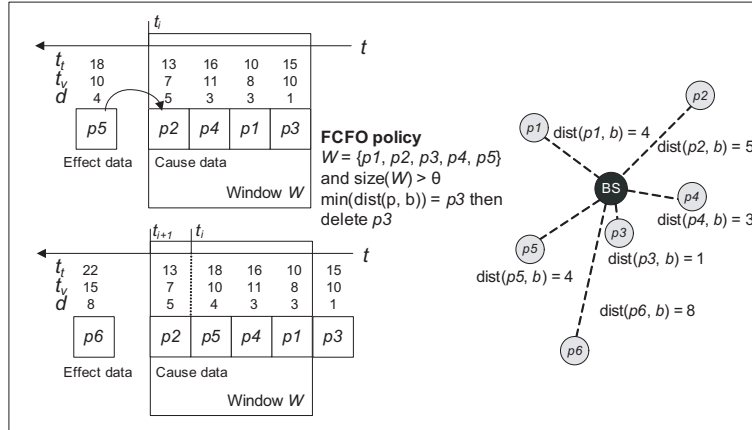 t_i
t
t_t 18 13 16 10 15
t_v 10 7 11 8 10
d 4 5 3 3 1
p5 p2 p4 p1 p3
Effect data Cause data
Window W
FCFO policy
W = {p1, p2, p3, p4, p5}
and size(W) > θ
min(dist(p, b)) = p3 then
delete p3
t_{i+1} t_i
t
t_t 22 13 18 16 10 15
t_v 15 7 10 11 8 10
d 8 5 4 3 3 1
p6 p2 p5 p4 p1 p3
Effect data Cause data
Window W
p2
p1
dist(p1, b) = 4
dist(p2, b) = 5
BS
p4
dist(p4, b) = 3
p5
p3
dist(p3, b) = 1
dist(p5, b) = 4
dist(p6, b) = 8
p6